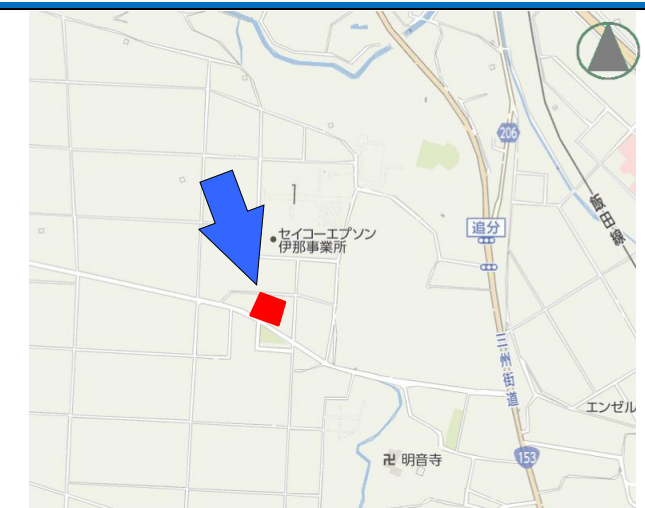 206
飯田線
追分
セイコーエプソン
伊那事業所
三州街道
エンゼル
卍 明音寺
153